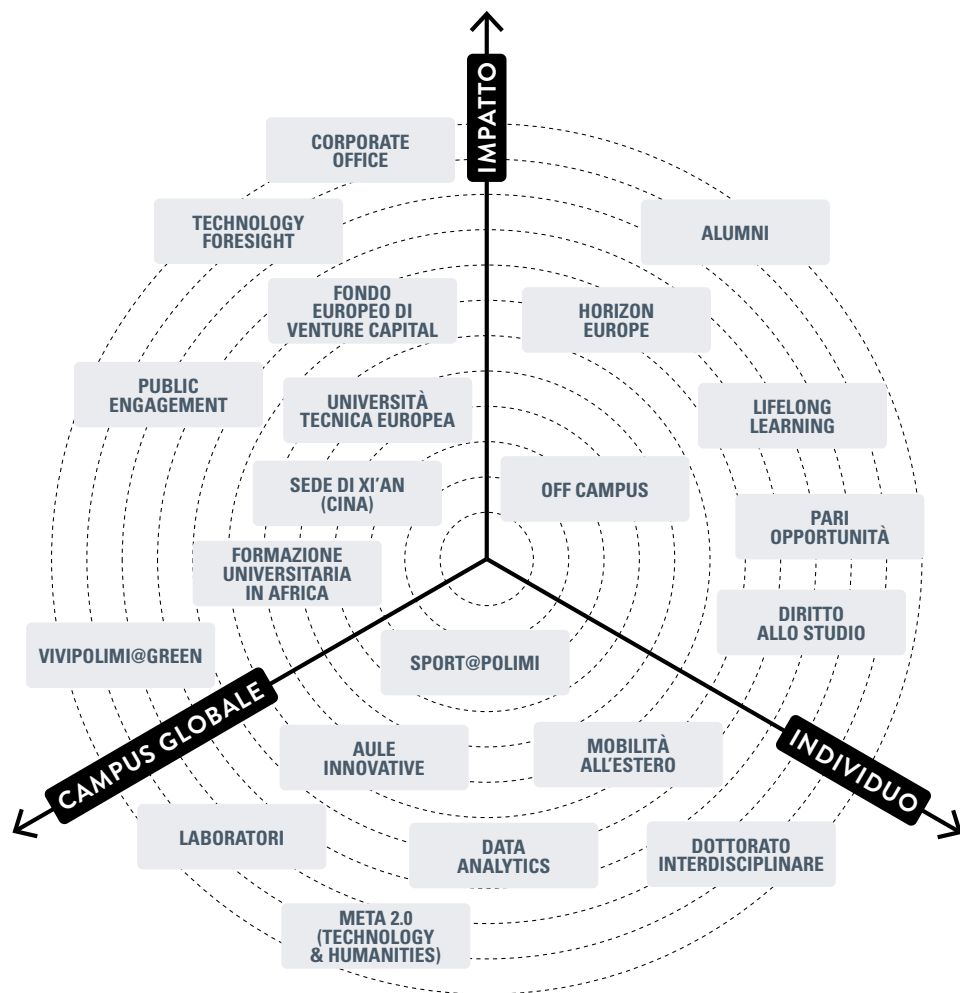 IMPATTO
CORPORATE
OFFICE
TECHNOLOGY
FORESIGHT
ALUMNI
FONDO
EUROPEO DI
VENTURE CAPITAL
HORIZON
EUROPE
PUBLIC
ENGAGEMENT
UNIVERSITÀ
TECNICA EUROPEA
LIFELONG
LEARNING
SEDE DI XI'AN
(CINA)
OFF CAMPUS
PARI
OPPORTUNITÀ
FORMAZIONE
UNIVERSITARIA
IN AFRICA
DIRITTO
ALLO STUDIO
VIVIPOLIMI@GREEN
SPORT@POLIMI
CAMPUS GLOBALE
INDIVIDUO
AULE
INNOVATIVE
MOBILITÀ
ALL'ESTERO
LABORATORI
DATA
ANALYTICS
DOTTORATO
INTERDISCIPLINARE
META 2.0
(TECHNOLOGY
& HUMANITIES)